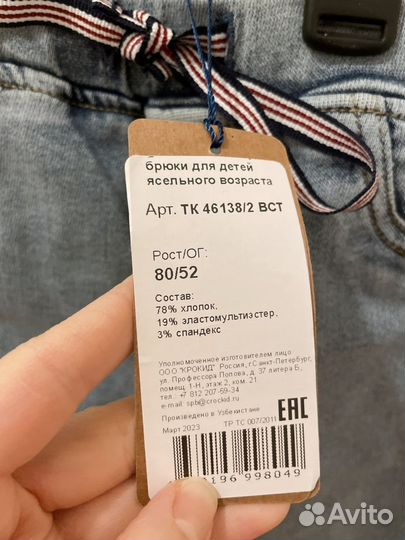 брюки для детей
ясельного возраста
Арт. ТК 46138/2 ВСТ
Рост/ОГ:
80/52
Состав:
78% хлопок.
19% эластомультиэстер.
3% спандекс
Уполномоченное изготовителем лицо
ООО "КРОКИД" Россия, г.Санкт-Петербург,
ул. Профессора Попова, д. 37 литера Б,
помещ. 1-Н, этаж 2, ком. 21
тел. +7 812 207-59-34
e-mail: spb@crockid.ru
Произведено в Узбекистане
Март 2023
ТР ТС 007/2011
EAC
196 998049
Avito